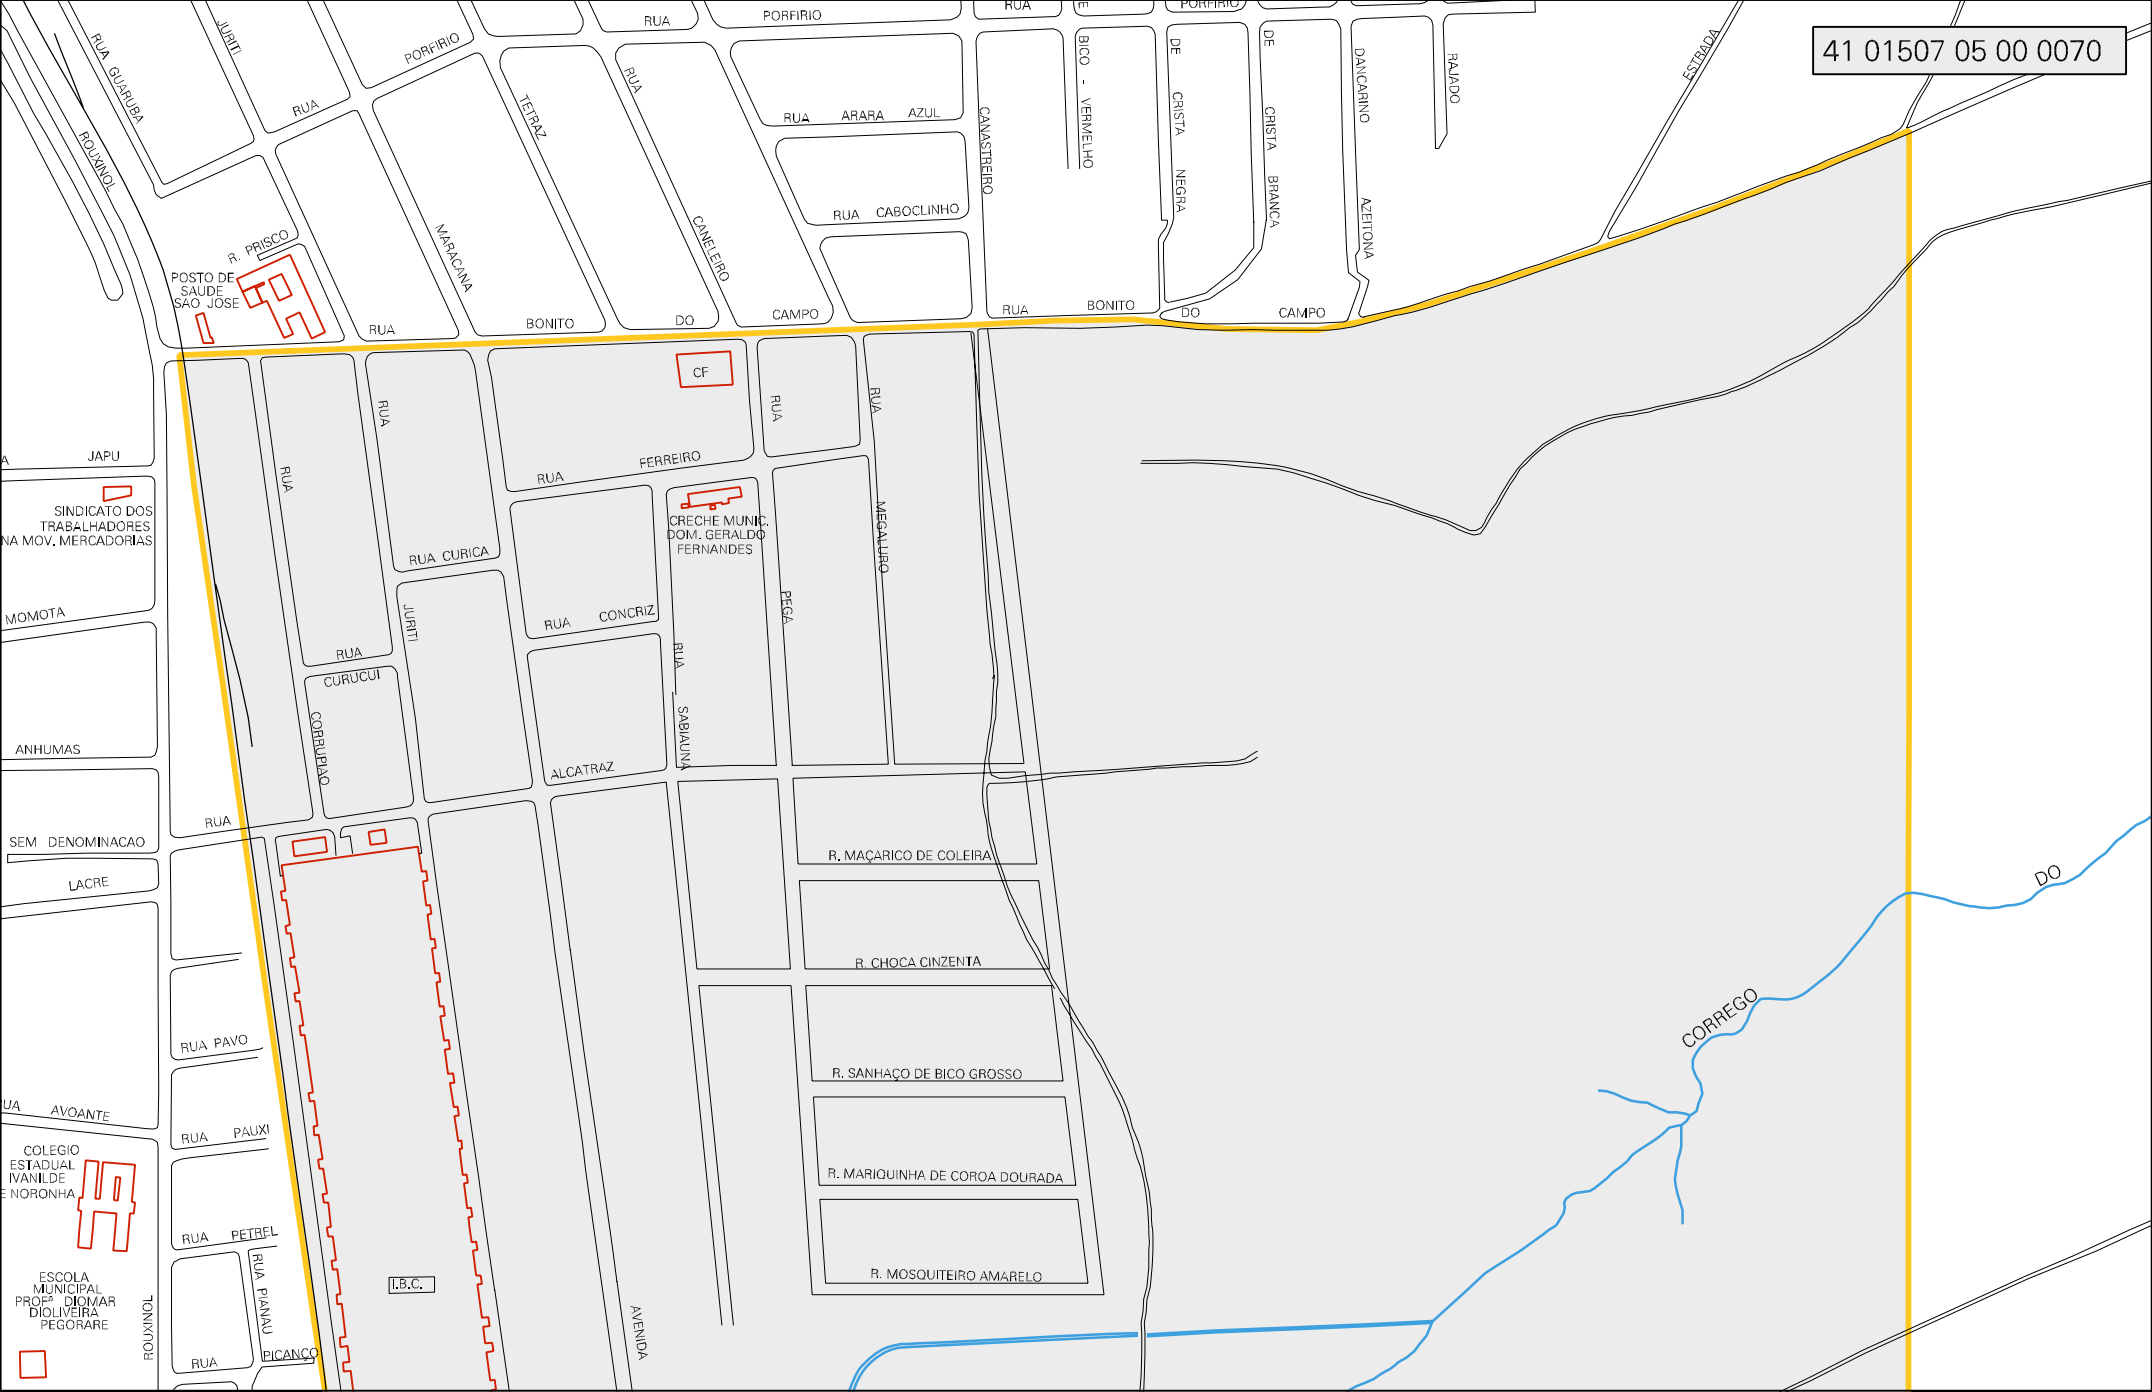 RUA
PORFIRIO
RUA
PORFIRIO
41 01507 05 00 0070
RUA GUARUBA
JURITI
PORFIRIO
RUA
ROUXINOL
TETRAZ
RUA
RUA ARARA AZUL
CANASTREIRO
BICO - VERMELHO
DE CRISTA NEGRA
DE CRISTA BRANCA
DANCARINO AZEITONA
RAJADO
ESTRADA
RUA CABOCLINHO
MARACANA
CANELEIRO
R. PRISCO
POSTO DE
SAUDE
SAO JOSE
RUA BONITO DO CAMPO
RUA BONITO DO CAMPO
CF
RUA
RUA
RUA
RUA
JAPU
RUA FERREIRO
SINDICATO DOS
TRABALHADORES
NA MOV. MERCADORIAS
CRECHE MUNIC.
DOM. GERALDO
FERNANDES
MEGALURO
RUA CURICA
MOMOTA
JURITI
RUA CONCRIZ
PEGA
RUA
CURUCUI
RUA SABIAUNA
CORRUPIAO
ANHUMAS
ALCATRAZ
RUA
SEM DENOMINACAO
R. MAÇARICO DE COLEIRA
LACRE
DO
R. CHOCA CINZENTA
CORREGO
RUA PAVO
R. SANHAÇO DE BICO GROSSO
UA AVOANTE
RUA PAUXI
COLEGIO
ESTADUAL
IVANILDE
E NORONHA
R. MARIQUINHA DE COROA DOURADA
RUA PETREL
ESCOLA
MUNICIPAL
PROFª DIOMAR
DIOLIVEIRA
PEGORARE
RUA PIANAU
I.B.C.
R. MOSQUITEIRO AMARELO
ROUXINOL
AVENIDA
RUA PICANÇO